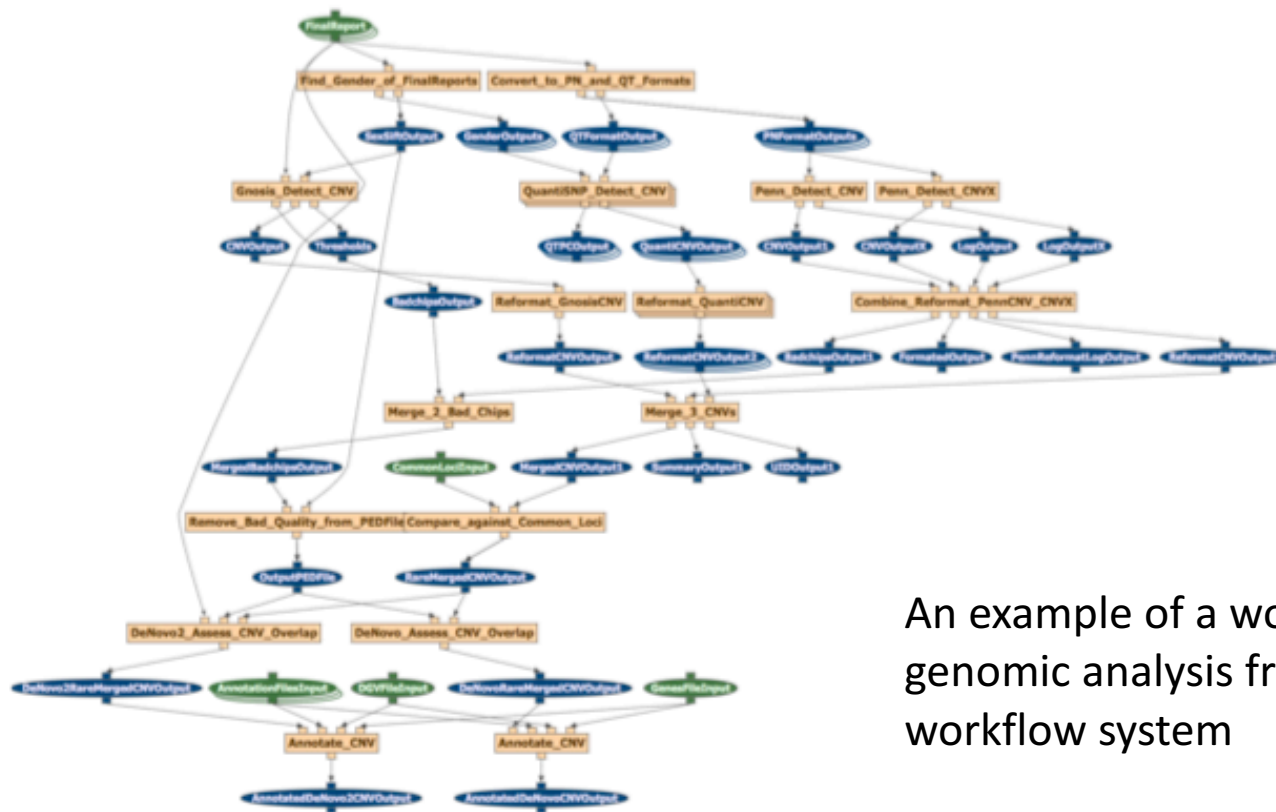 FinalReport
Find_Gender_of_FinalReports Convert_to_PN_and_QT_Formats
SexSiftOutput GenderOutputs QTFormatOutput PNFormatOutputs
Gnosis_Detect_CNV QuantiSNP_Detect_CNV Penn_Detect_CNV Penn_Detect_CNVX
CNVOutput Thresholds QTPCOutput QuantiCNVOutput CNVOutput1 CNVOutputX LogOutput LogOutputX
BadchipsOutput Reformat_GnosisCNV Reformat_QuantiCNV Combine_Reformat_PennCNV_CNVX
ReformatCNVOutput ReformatCNVOutput2 BadchipsOutput1 FormatedOutput PennReformatLogOutput ReformatCNVOutput
Merge_2_Bad_Chips Merge_3_CNVs
MergedBadchipsOutput CommonLociInput MergedCNVOutput1 SummaryOutput1 UIDOutput1
Remove_Bad_Quality_from_PEDFile Compare_against_Common_Loci
OutputPEDFile RareMergedCNVOutput
DeNovo2_Assess_CNV_Overlap DeNovo_Assess_CNV_Overlap
DeNovo2RareMergedCNVOutput AnnotationFilesInput DGVFileInput DeNovoRareMergedCNVOutput GenesFileInput
Annotate_CNV Annotate_CNV
AnnotatedDeNovo2CNVOutput AnnotatedDeNovoCNVOutput
An example of a wo
genomic analysis fr
workflow system